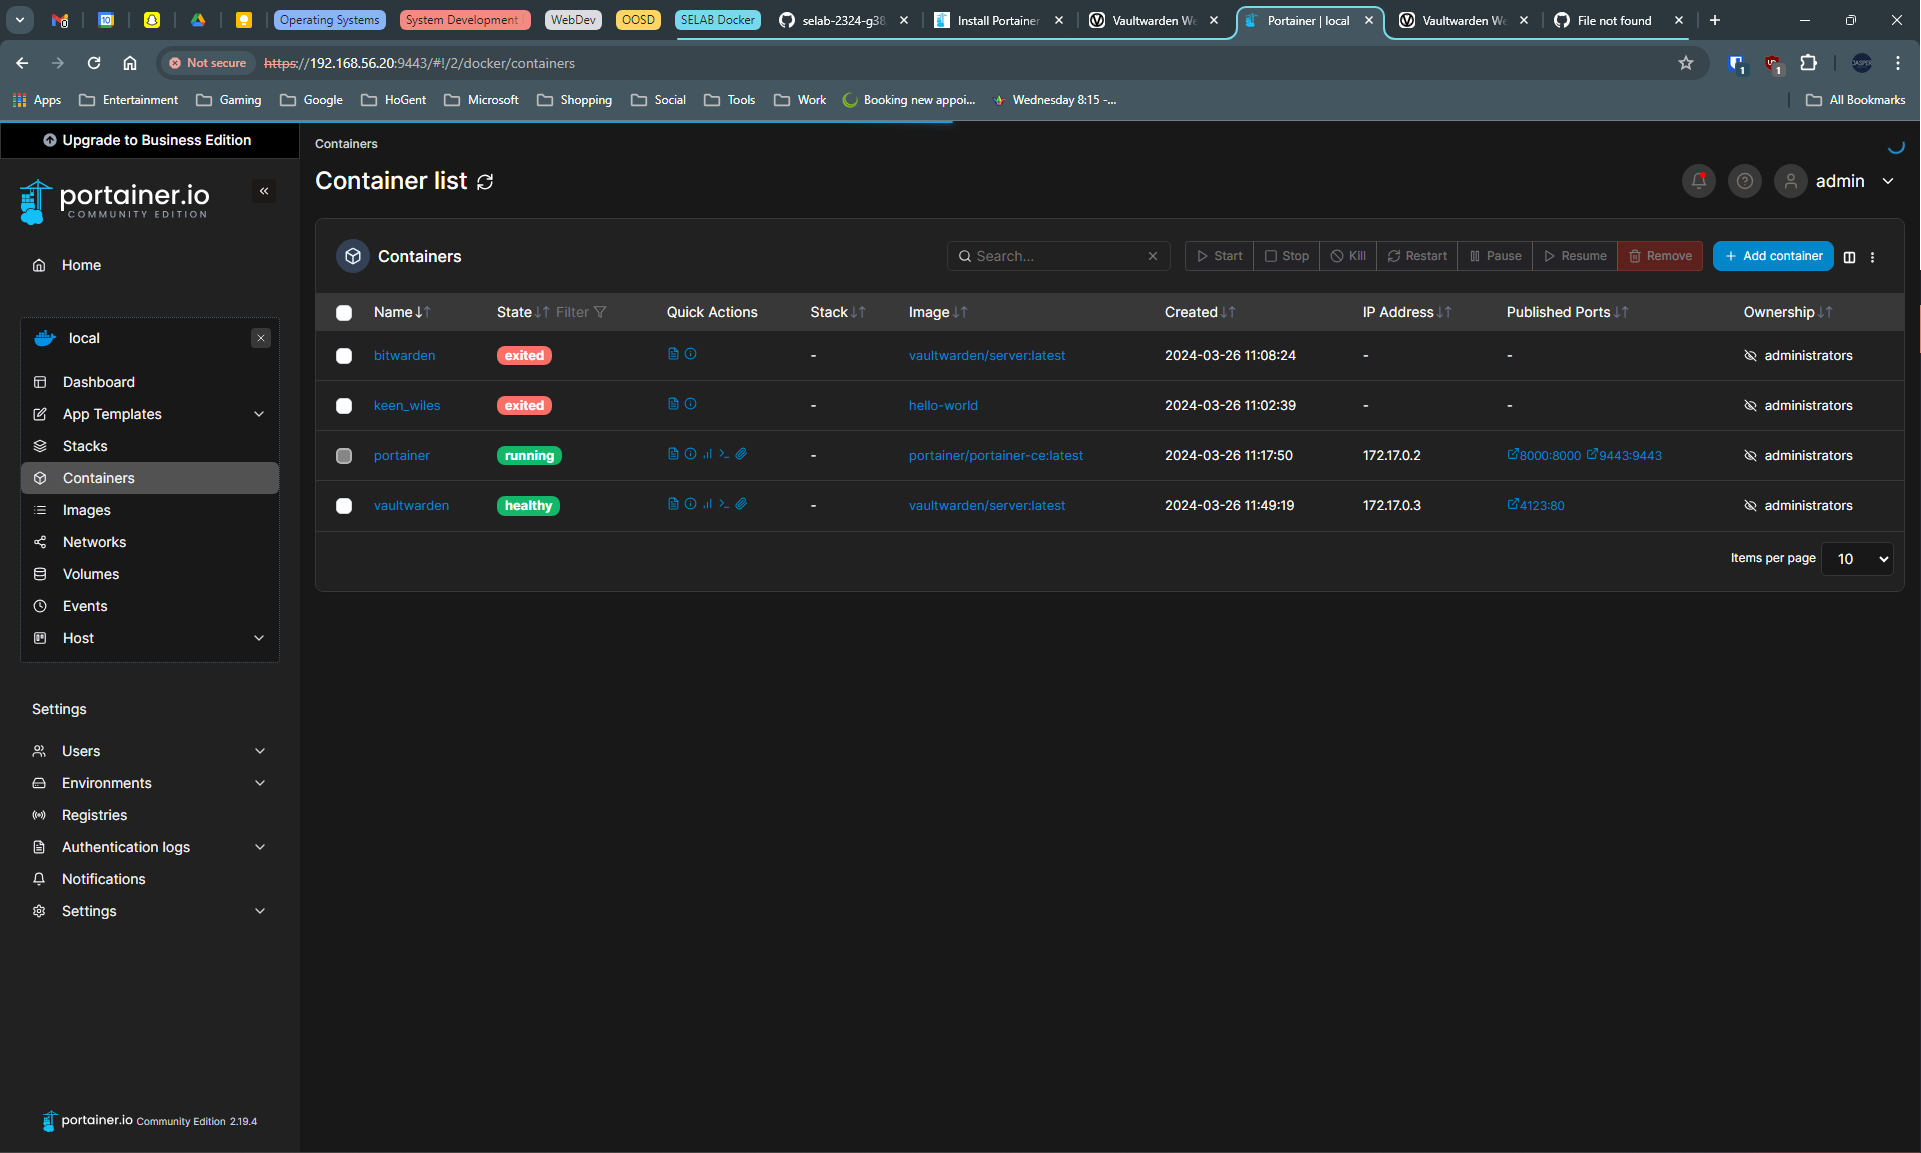 Operating Systems
System Development
WebDev
OOSD
SELAB Docker
selab-2324-g38
Install Portainer
Vaultwarden We
Portainer | local
Vaultwarden We
File not found
Not secure
https://192.168.56.20:9443/#!/2/docker/containers
1
1
Apps
Entertainment
Gaming
Google
HoGent
Microsoft
Shopping
Social
Tools
Work
Booking new appoi...
Wednesday 8:15 -...
All Bookmarks
Upgrade to Business Edition
portainer.io
COMMUNITY EDITION
Home
local
Dashboard
App Templates
Stacks
Containers
Images
Networks
Volumes
Events
Host
Settings
Users
Environments
Registries
Authentication logs
Notifications
Settings
portainer.io Community Edition 2.19.4
Containers
Container list
admin
Containers
Search...
Start
Stop
Kill
Restart
Pause
Resume
Remove
+ Add container
Name State Filter Quick Actions Stack Image Created IP Address Published Ports Ownership
bitwarden exited - vaultwarden/server:latest 2024-03-26 11:08:24 - - administrators
keen_wiles exited - hello-world 2024-03-26 11:02:39 - - administrators
portainer running - portainer/portainer-ce:latest 2024-03-26 11:17:50 172.17.0.2 8000:8000 9443:9443 administrators
vaultwarden healthy - vaultwarden/server:latest 2024-03-26 11:49:19 172.17.0.3 4123:80 administrators
Items per page 10